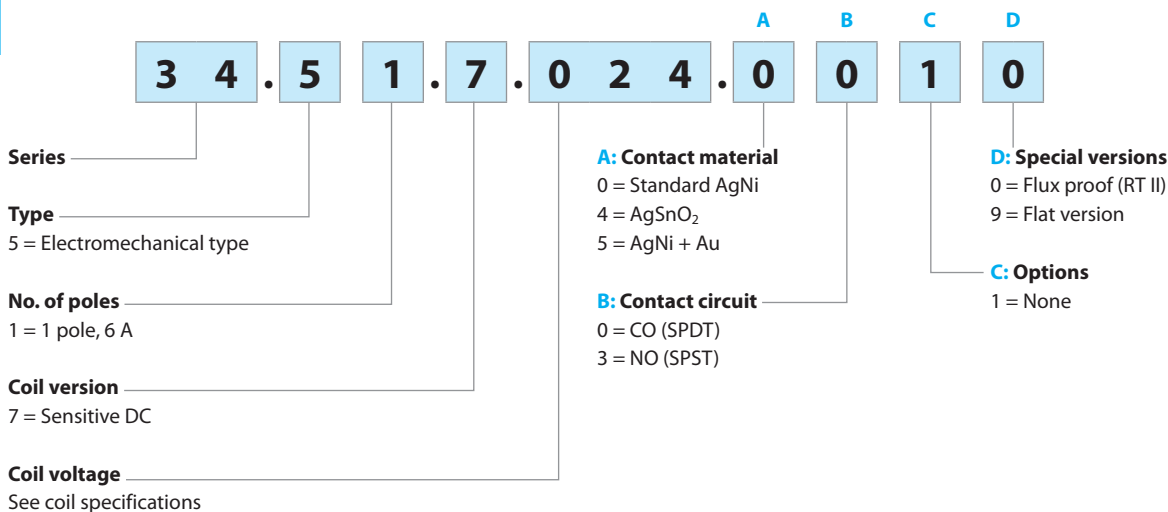 A B C D
3 4 . 5 1 . 7 . 0 2 4 . 0 0 1 0
Series
Type
5 = Electromechanical type
No. of poles
1 = 1 pole, 6 A
Coil version
7 = Sensitive DC
Coil voltage
See coil specifications
A: Contact material
0 = Standard AgNi
4 = AgSnO₂
5 = AgNi + Au
B: Contact circuit
0 = CO (SPDT)
3 = NO (SPST)
D: Special versions
0 = Flux proof (RT II)
9 = Flat version
C: Options
1 = None